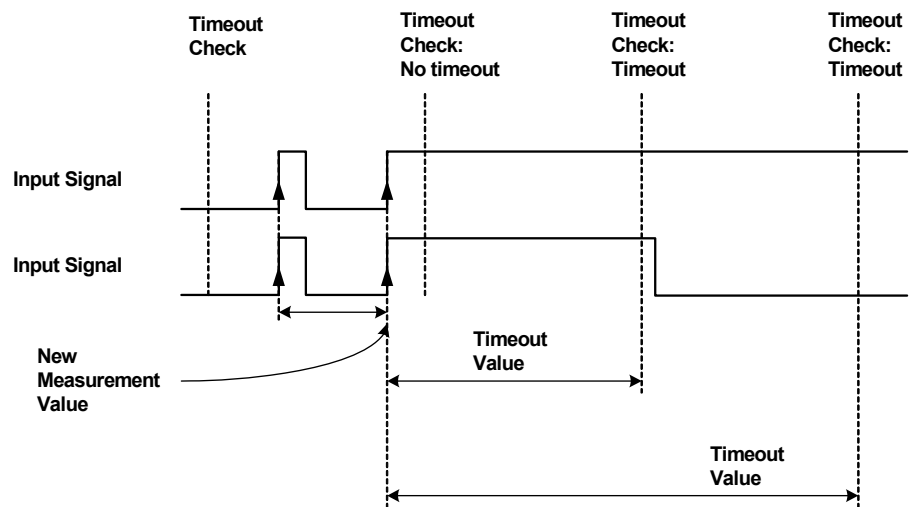 Timeout
Check
Timeout
Check:
No timeout
Timeout
Check:
Timeout
Timeout
Check:
Timeout
Input Signal
Input Signal
New
Measurement
Value
Timeout
Value
Timeout
Value